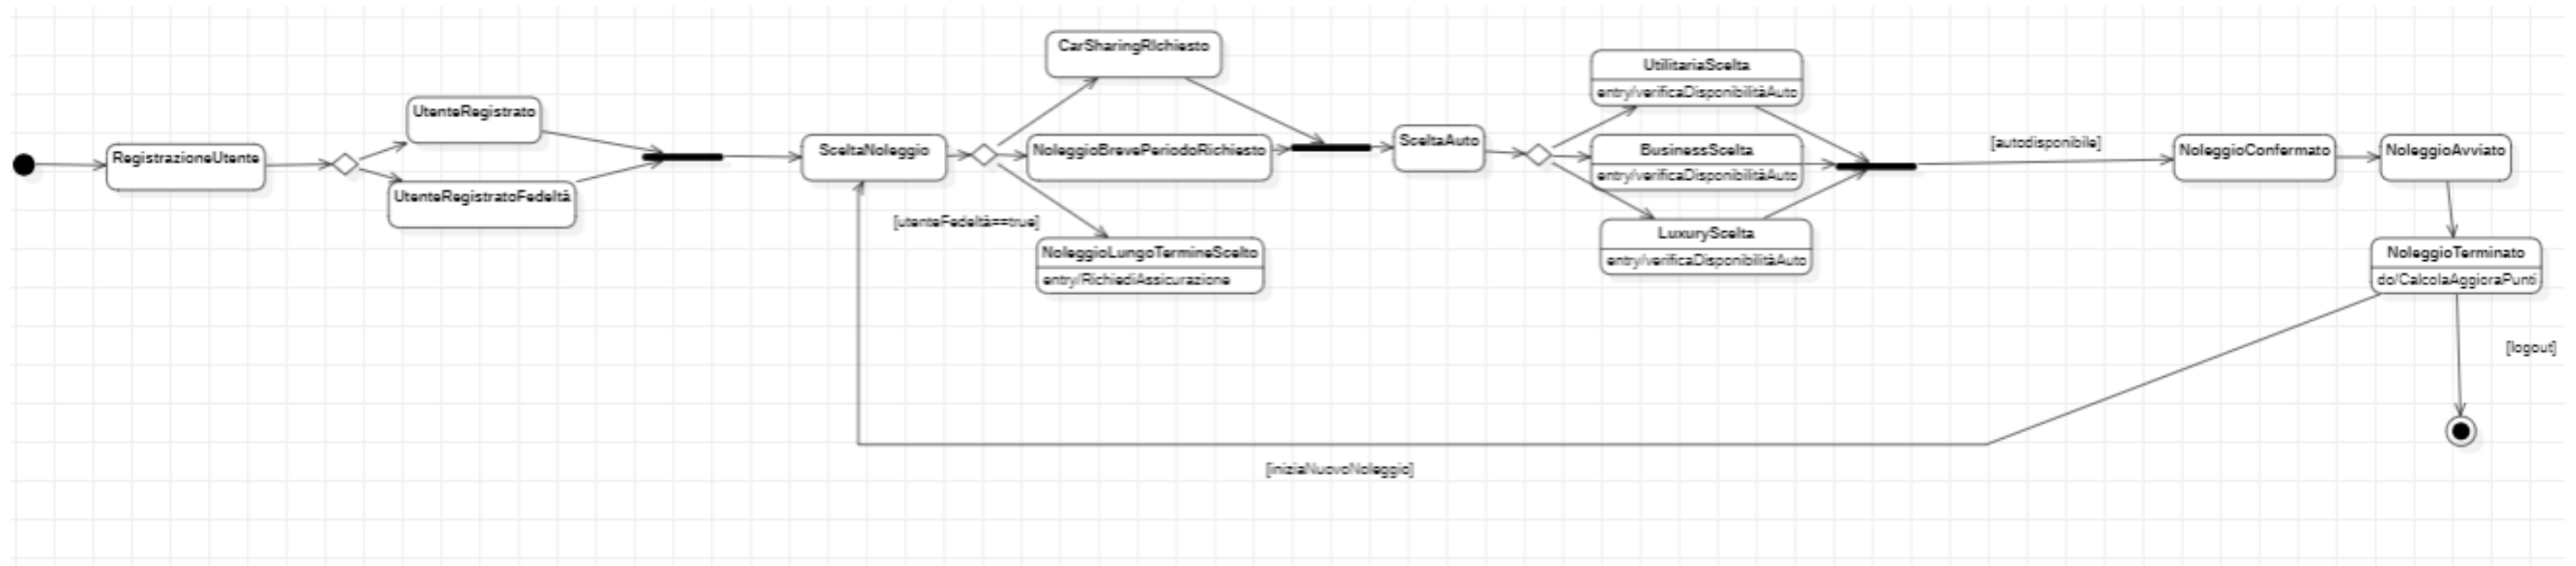 RegistrazioneUtente
UtenteRegistrato
UtenteRegistratoFedeltà
SceltaNoleggio
[utenteFedeltà==true]
CarSharingRIchiesto
NoleggioBrevePeriodoRichiesto
NoleggioLungoTermineScelto
entry/RichiediAssicurazione
SceltaAuto
UtilitariaScelta
entry/verificaDisponibilitàAuto
BusinessScelta
entry/verificaDisponibilitàAuto
LuxuryScelta
entry/verificaDisponibilitàAuto
[autodisponibile]
NoleggioConfermato
NoleggioAvviato
NoleggioTerminato
do/CalcolaAggioraPunti
[logout]
[iniziaNuovoNoleggio]